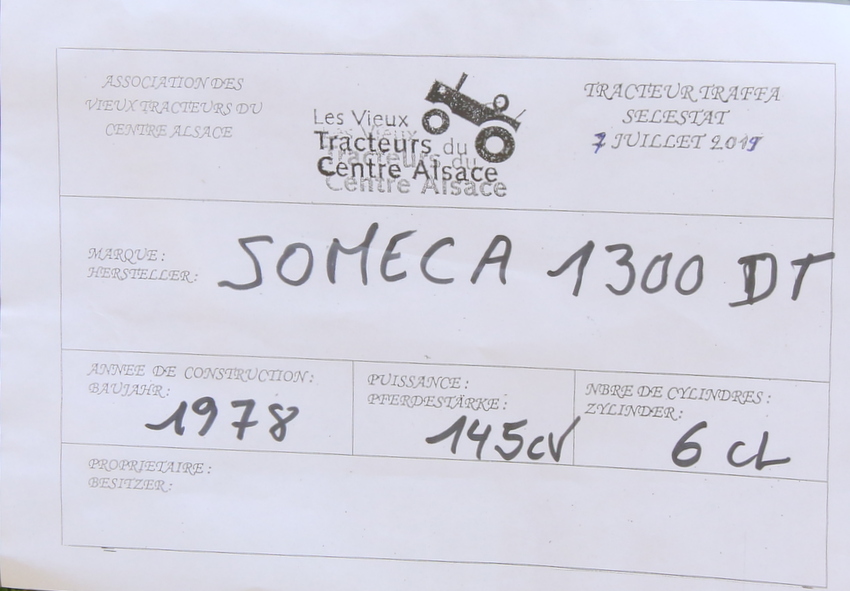 ASSOCIATION DES
VIEUX TRACTEURS DU
CENTRE ALSACE
Les Vieux
Tracteurs du
Centre Alsace
TRACTEUR TRAFFA
SELESTAT
7 JUILLET 2019
MARQUE :
HERSTELLER :
SOMECA 1300 DT
ANNEE DE CONSTRUCTION :
BAUJAHR :
1978
PUISSANCE :
PFERDESTÄRKE :
145cV
NBRE DE CYLINDRES :
ZYLINDER :
6 CL
PROPRIETAIRE :
BESITZER :